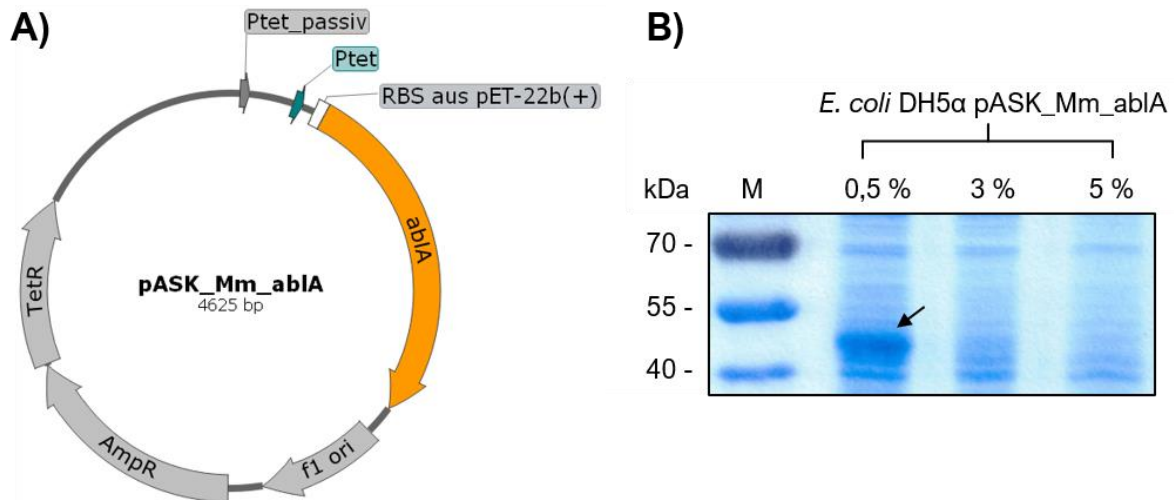 A)
Ptet_passiv
Ptet
RBS aus pET-22b(+)
ablA
pASK_Mm_ablA
4625 bp
TetR
AmpR
f1 ori
B)
E. coli DH5α pASK_Mm_ablA
kDa M 0,5 % 3 % 5 %
70 -
55 -
40 -